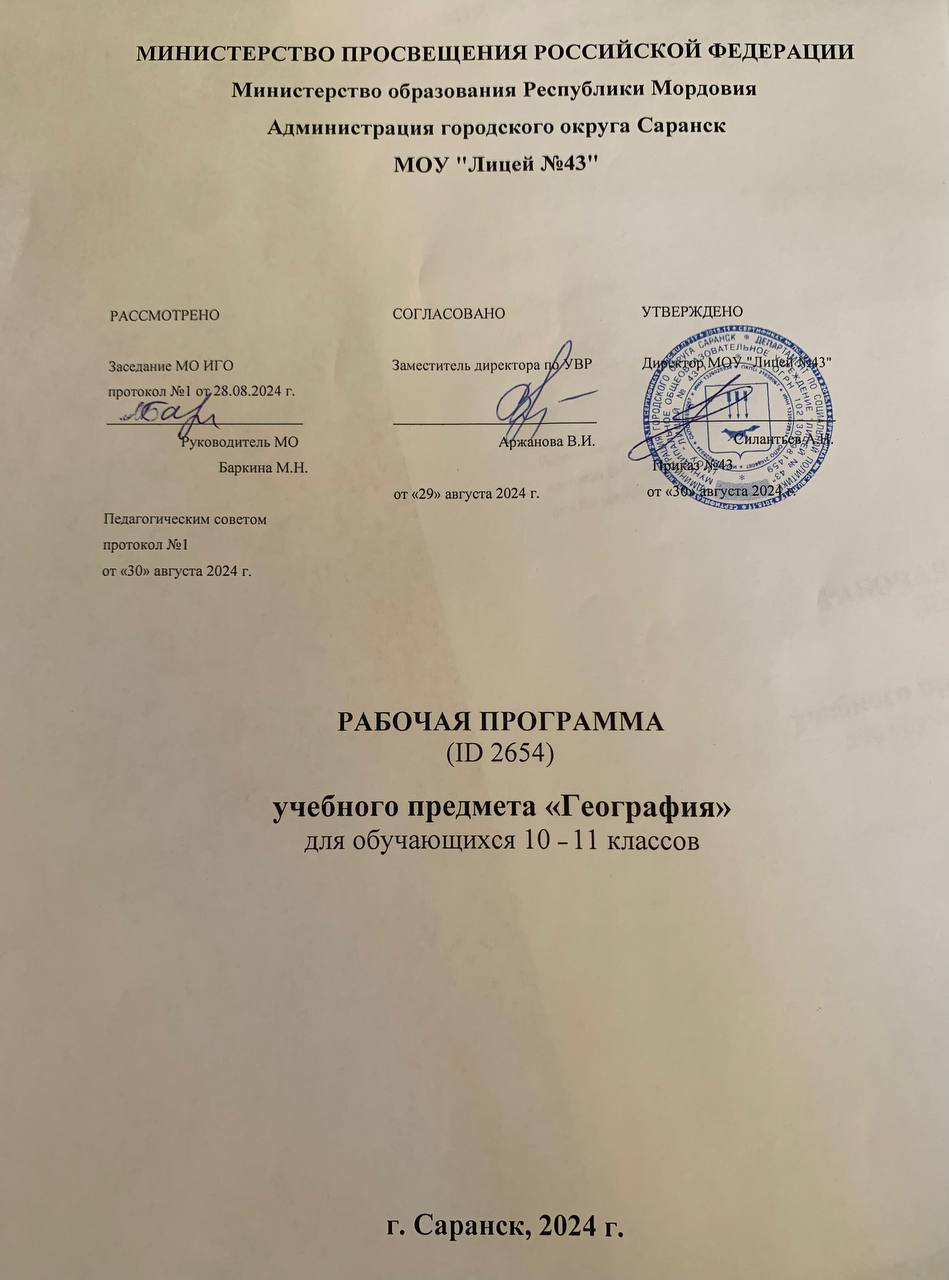 МИНИСТЕРСТВО ПРОСВЕЩЕНИЯ РОССИЙСКОЙ ФЕДЕРАЦИИ
Министерство образования Республики Мордовия
Администрация городского округа Саранск
МОУ "Лицей №43"
РАССМОТРЕНО
Заседание МО ИГО
протокол №1 от 28.08.2024 г.
Руководитель МО
Баркина М.Н.
Педагогическим советом
протокол №1
от «30» августа 2024 г.
СОГЛАСОВАНО
Заместитель директора по УВР
Аржанова В.И.
от «29» августа 2024 г.
УТВЕРЖДЕНО
Директор МОУ "Лицей №43"
Силантьев
Приказ №43
от «30» августа 2024 г.
РАБОЧАЯ ПРОГРАММА
(ID 2654)
учебного предмета «География»
для обучающихся 10 – 11 классов
г. Саранск, 2024 г.